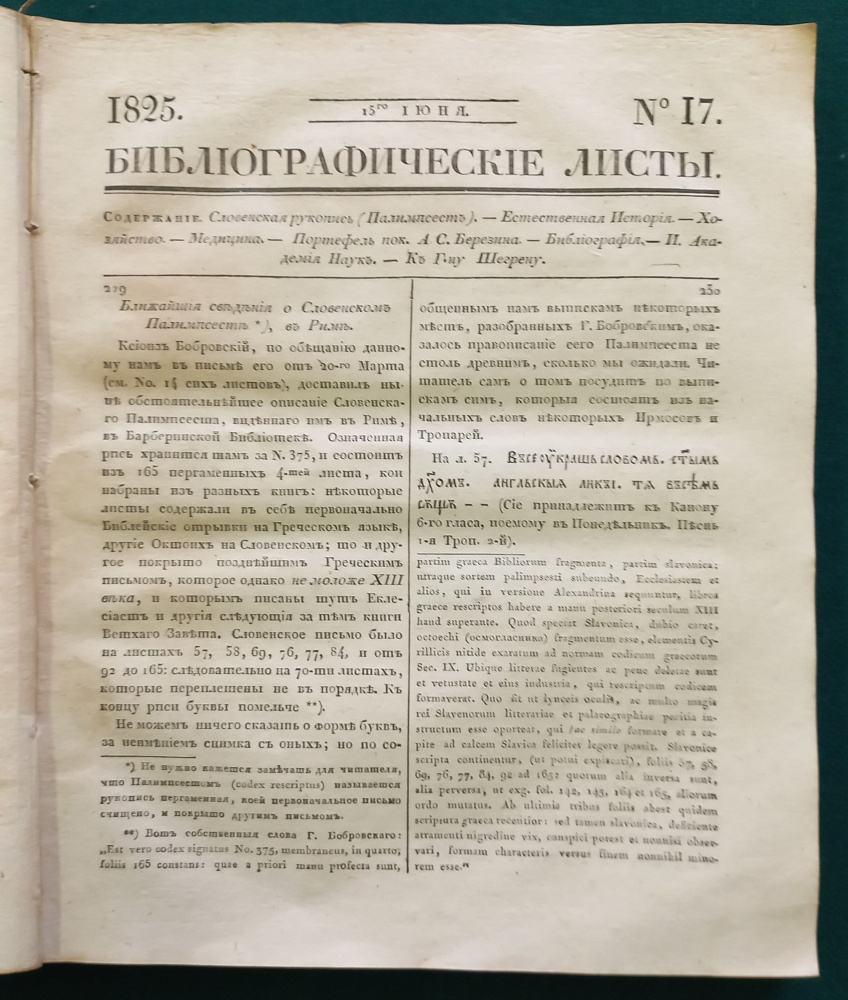 1825.
15го ІЮНЯ.
No 17.
БИБЛІОГРАФИЧЕСКІЕ ЛИСТЫ.
Содержаніе. Словенская рукопись (Палимпсестъ). — Естественная Исторія. — Хо-
зяйство. — Медицина. — Портефель пок. А С. Березина. — Библіографія. — И. Ака-
демія Наукъ. — Къ Г-ну Шегрену.
229
Ближайшія свѣдѣнія о Словенскомъ
Палимпсестѣ *), въ Римѣ.
Ксіонзъ Бобровскій, по обѣщанію данно-
му намъ въ письмѣ его отъ 20-го Марта
(см. No. 14 сихъ листовъ), доставилъ ны-
нѣ обстоятельнѣйшее описаніе Словенска-
го Палимпсеста, видѣннаго имъ въ Римѣ,
въ Барберинской Библіотекѣ. Означенная
рпсь хранится тамъ за N. 375, и состоитъ
изъ 165 пергаменныхъ 4-тей листа, кои
набраны изъ разныхъ книгъ: нѣкоторые
листы содержали въ себѣ первоначально
Библейскіе отрывки на Греческомъ языкѣ,
другіе Октоихъ на Словенскомъ; то и дру-
гое покрыто позднѣйшимъ Греческимъ
письмомъ, которое однако не моложе XIII
вѣка, и которымъ писаны тутъ Екле-
сіастъ и другія слѣдующія за тѣмъ книги
Ветхаго Завѣта. Словенское письмо было
на листахъ 57, 58, 69, 76, 77, 84, и отъ
92 до 165: слѣдовательно на 70-ти листахъ,
которые переплетены не въ порядкѣ. Къ
концу рпси буквы помельче **).
Не можемъ ничего сказать о формѣ буквъ,
за неимѣніемъ снимка съ оныхъ; но по со-
*) Не нужно кажется замѣчать для читателя,
что Палимпсестомъ (codex rescriptus) называется
рукопись пергаменная, коей первоначальное письмо
счищено, и покрыто другимъ письмомъ.
**) Вотъ собственныя слова Г. Бобровскаго:
„Est vero codex signatus No. 375, membraneus, in quarto,
foliis 165 constans: quae a priori manu profecta sunt,
230
общеннымъ намъ выпискамъ нѣкоторыхъ
мѣстъ, разобранныхъ Г. Бобровскимъ, ока-
залось правописаніе сего Палимпсеста не
столь древнимъ, сколько мы ожидали. Чи-
татель самъ о томъ посудитъ по выпи-
скамъ симъ, которыя состоятъ изъ на-
чальныхъ словъ нѣкоторыхъ Ирмосовъ и
Тропарей.
На л. 57. словомъ. стымь
дхомъ. ангельскыя ликы. тя
– – (Сіе принадлежитъ къ Канону
6-го гласа, поемому въ Понедѣльникъ. Пѣснь
1-я Троп. 2-й).
partim graeca Bibliorum fragmenta, partim slavonica;
utraque sortem palimpsesti subeundo, Ecclesiastem et
alios, qui in versione Alexandrina sequuntur, libros
graece rescriptos habere a manu posteriori seculum XIII
haud superante. Quod spectat Slavonica, dubio caret,
octoechi (осмогласника) fragmentum esse, elementis Cy-
rillicis nitide exaratum ad normam codicum graecorum
Sec. IX. Ubique litterae fugientes ac pene deletae sunt
et vetustate et eius industria, qui rescriptum codicem
formaverat. Quo fit ut lynceis oculis, ac multo magis
rei Slavenorum litterariae et palaeographiae peritia in-
structum esse oporteat, qui fac simile formare et a ca-
pite ad calcem Slavica feliciter legere possit. Slavonice
scripta continentur, (ut potui explicari), foliis 57, 58,
69, 76, 77, 84, 92 ad 165: quorum alia inversa sunt,
alia perversa, ut exg. fol. 142, 143, 164 et 165, aliorum
ordo mutatus. Ab ultimis tribus foliis abest quidem
scriptura graeca recentior: sed tamen slavonica, deficiente
atramenti nigredine vix, conspici potest et nonnisi obser-
vari, formam characteris versus finem nonnihil mino-
rem esse.“